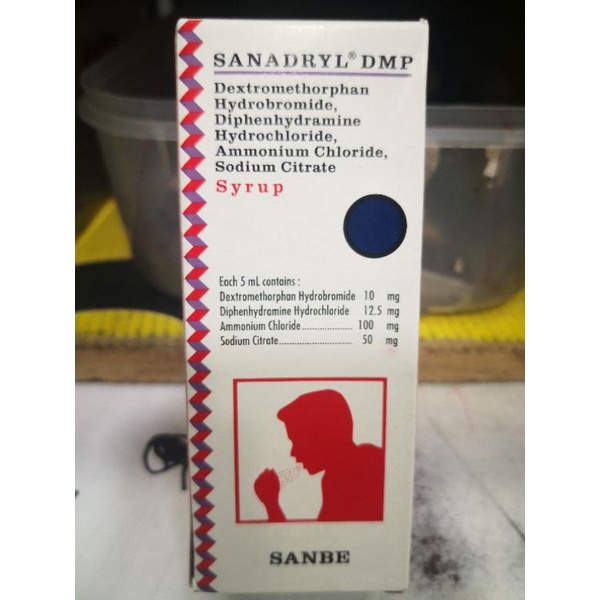 SANADRYL® DMP
Dextromethorphan
Hydrobromide,
Diphenhydramine
Hydrochloride,
Ammonium Chloride,
Sodium Citrate
Syrup
Each 5 mL contains :
Dextromethorphan Hydrobromide 10 mg
Diphenhydramine Hydrochloride 12.5 mg
Ammonium Chloride................... 100 mg
Sodium Citrate............................ 50 mg
SANBE